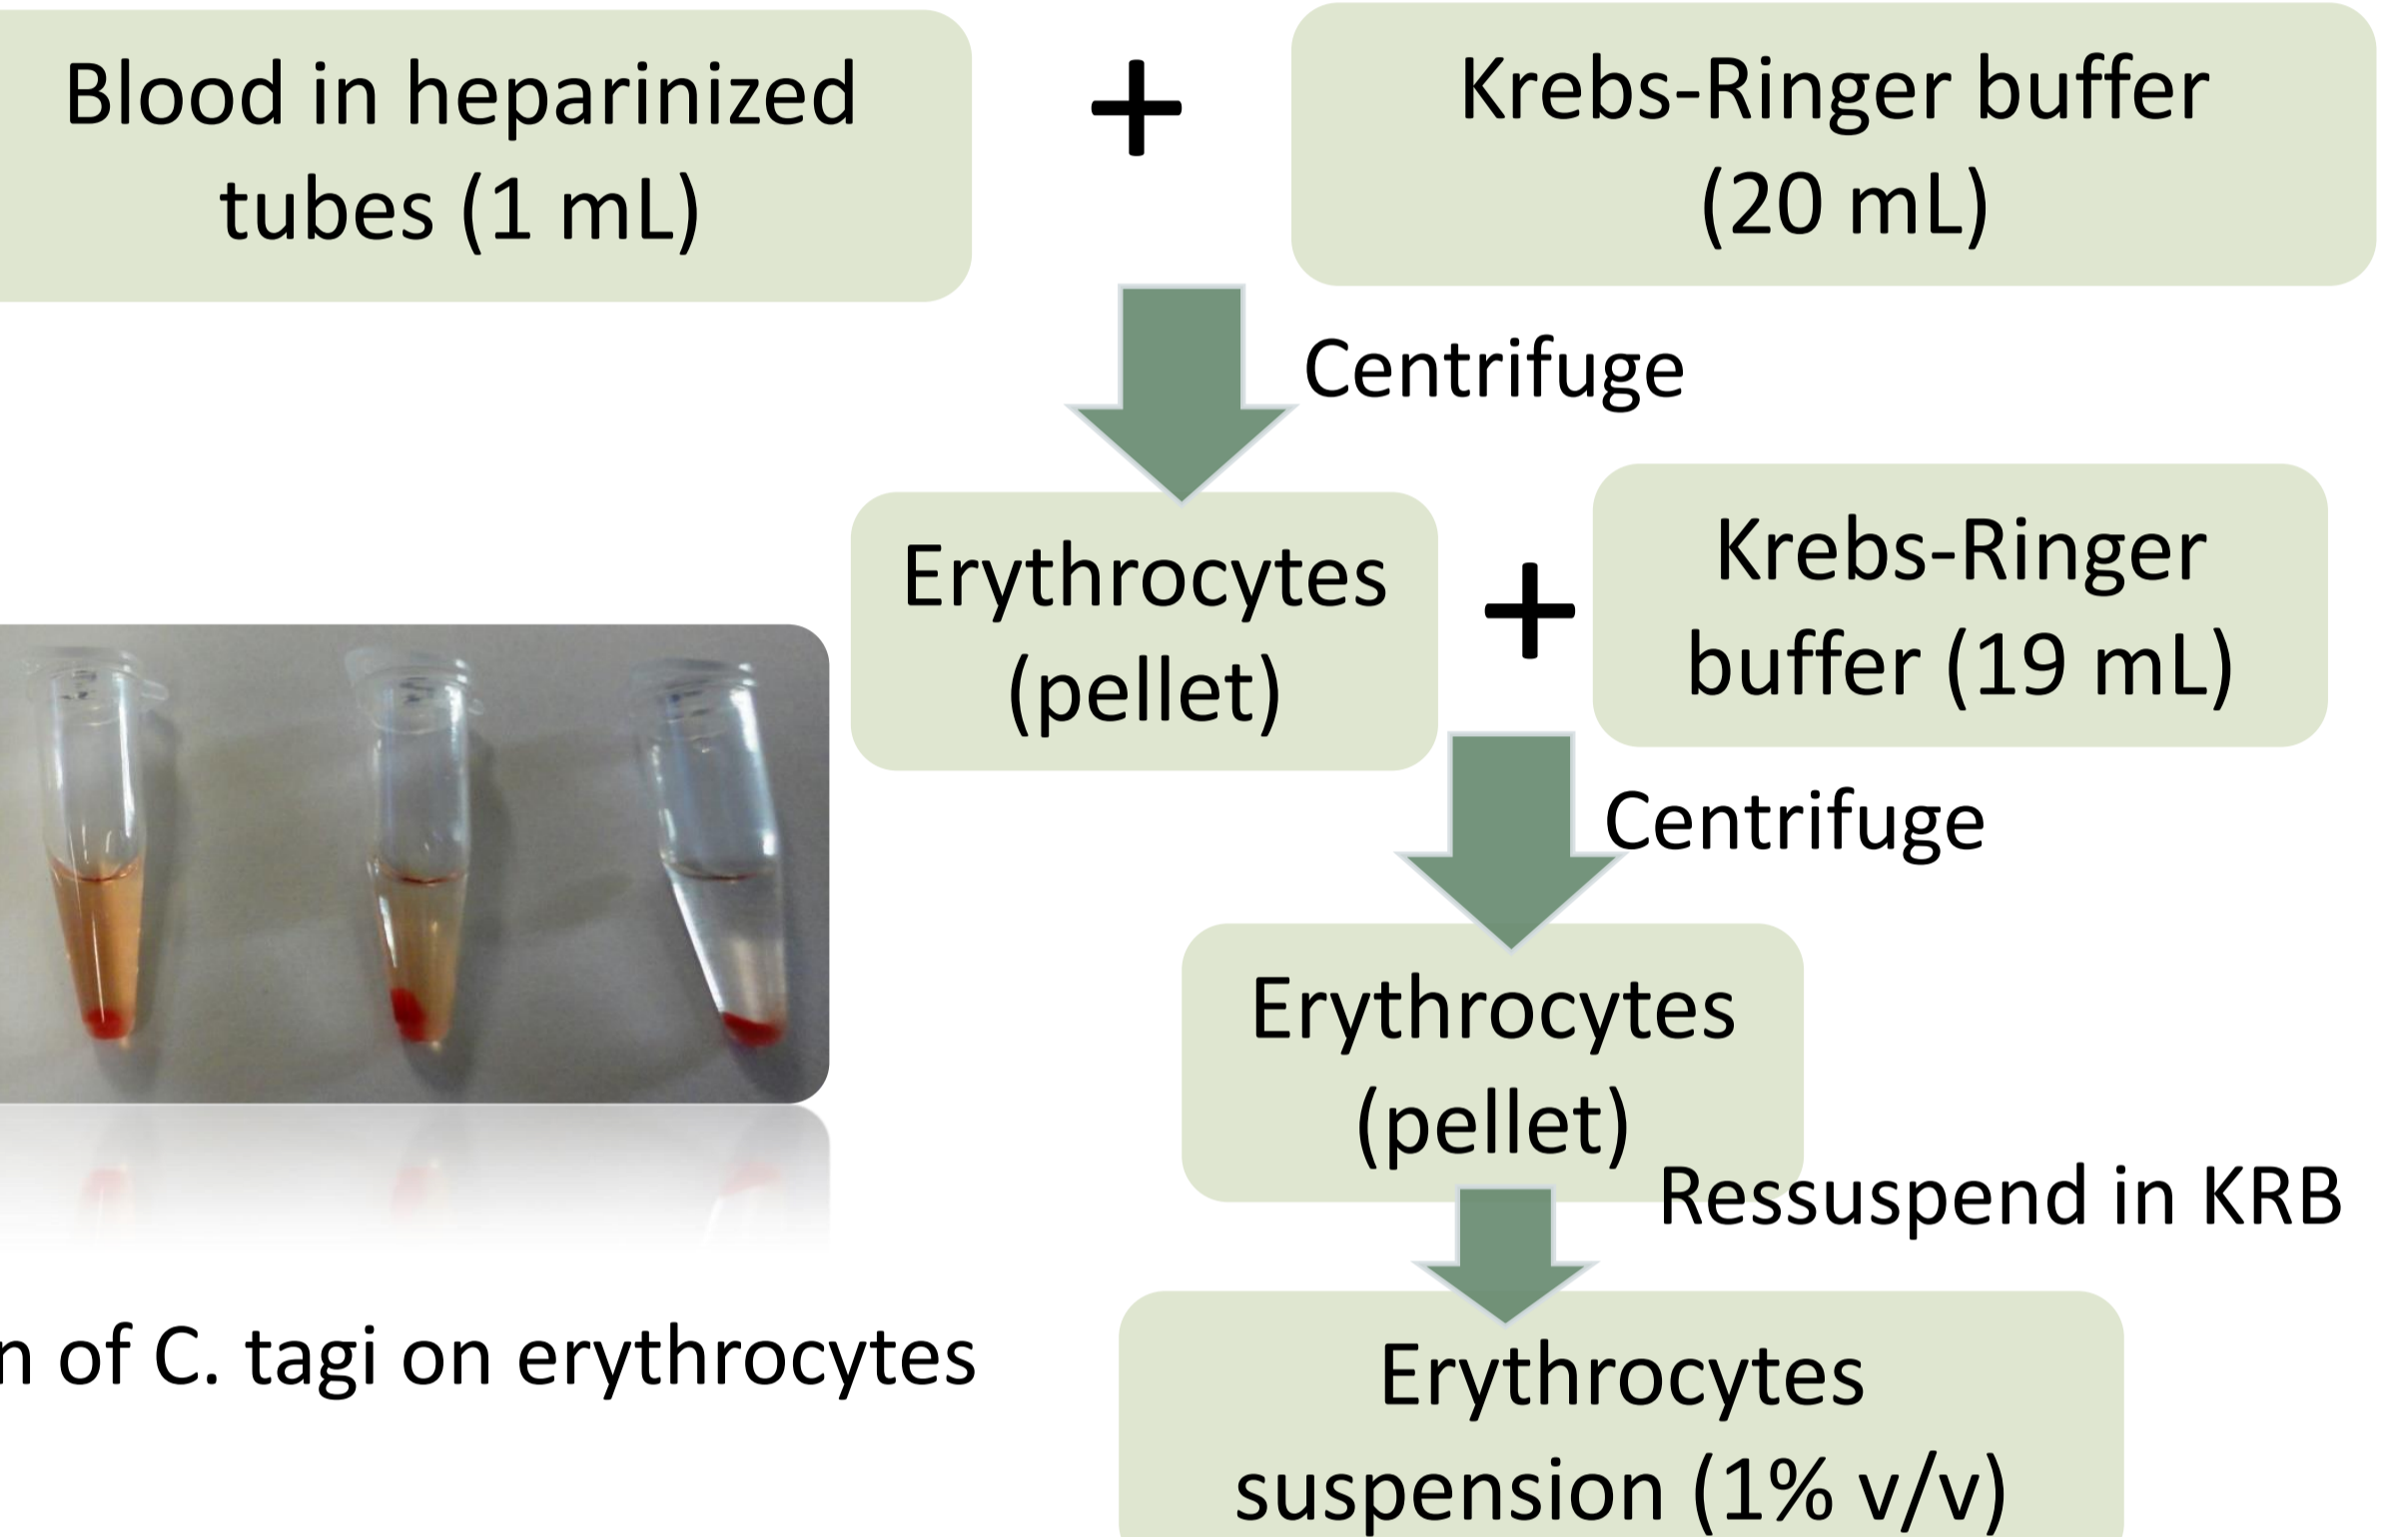 Blood in heparinized
tubes (1 mL)
+
Krebs-Ringer buffer
(20 mL)
Centrifuge
Erythrocytes
(pellet)
+
Krebs-Ringer
buffer (19 mL)
Centrifuge
Erythrocytes
(pellet)
Ressuspend in KRB
n of C. tagi on erythrocytes
Erythrocytes
suspension (1% v/v)